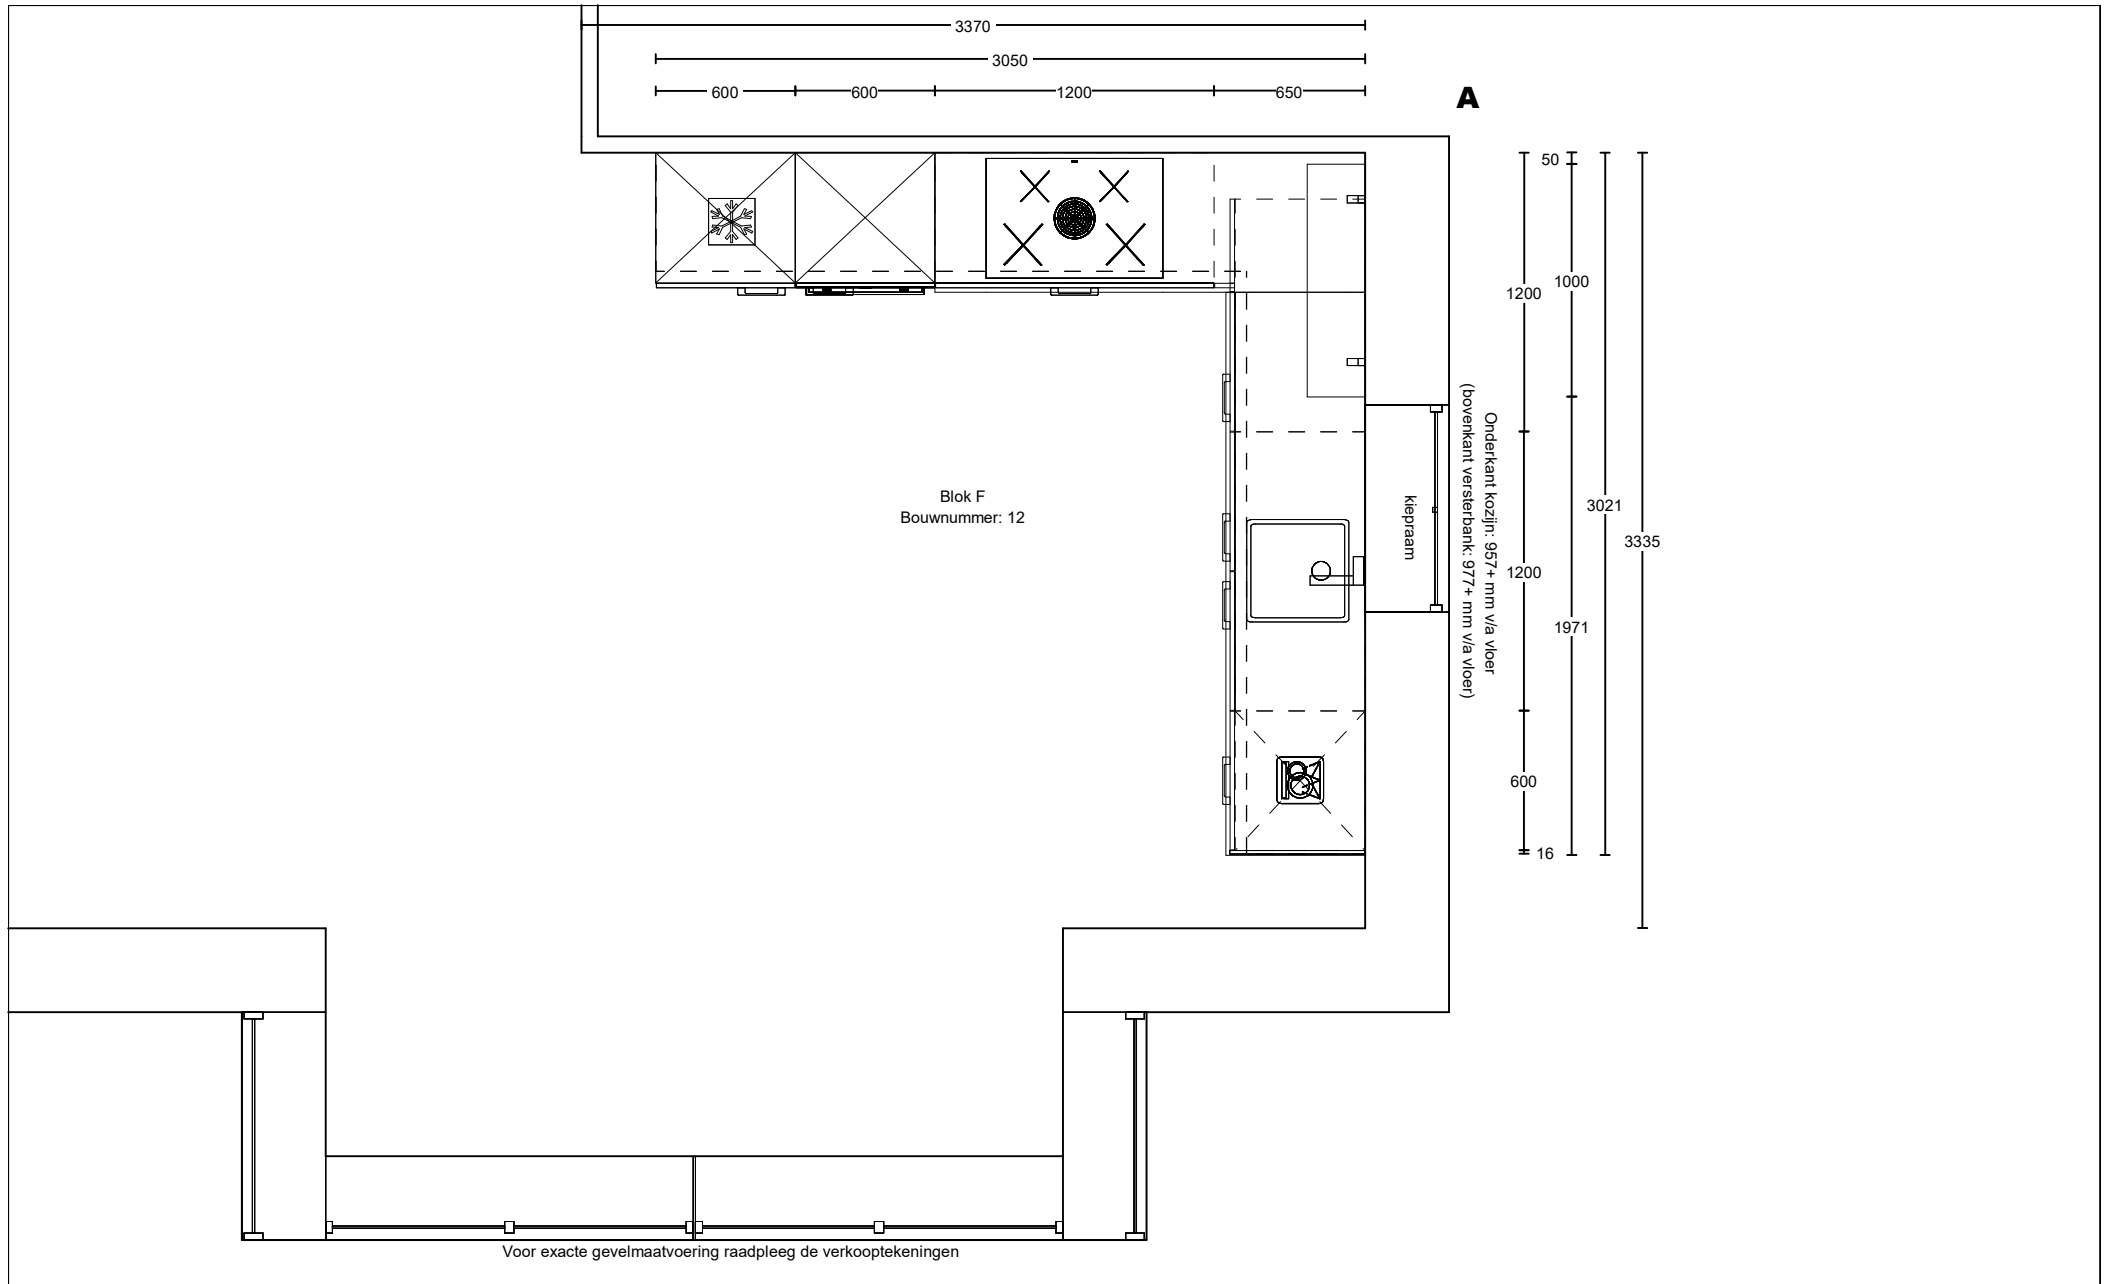 3370
3050
600
600
1200
650
A
50
1200
1000
Onderkant kozijn: 957+ mm v/a vloer
(bovenkant versterbank: 977+ mm v/a vloer)
kiepraam
Blok F
Bouwnummer: 12
3021
3335
1200
1971
600
16
Voor exacte gevelmaatvoering raadpleeg de verkooptekeningen